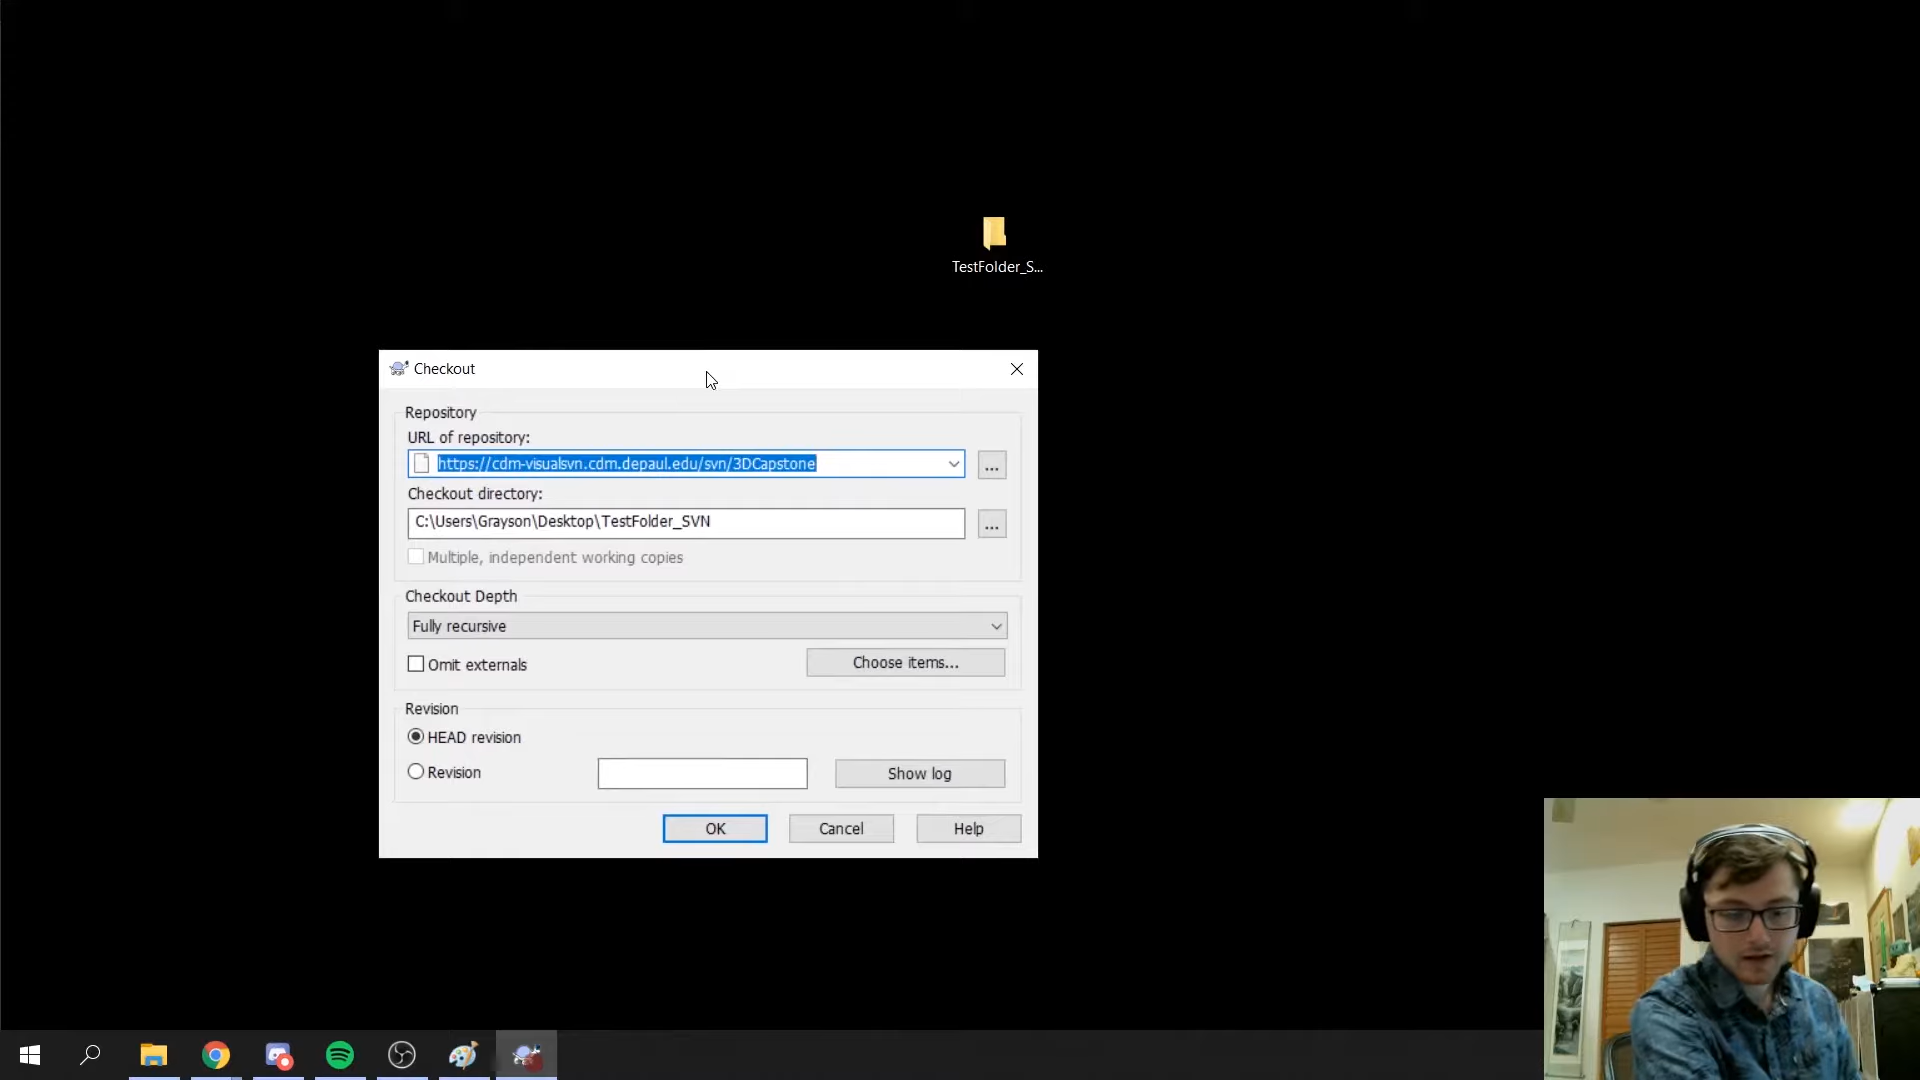 TestFolder_S...
Checkout
Repository
URL of repository:
https://cdm-visualsvn.cdm.depaul.edu/svn/3DCapstone
...
Checkout directory:
C:\Users\Grayson\Desktop\TestFolder_SVN
...
Multiple, independent working copies
Checkout Depth
Fully recursive
Omit externals
Choose items...
Revision
HEAD revision
Revision
Show log
OK
Cancel
Help